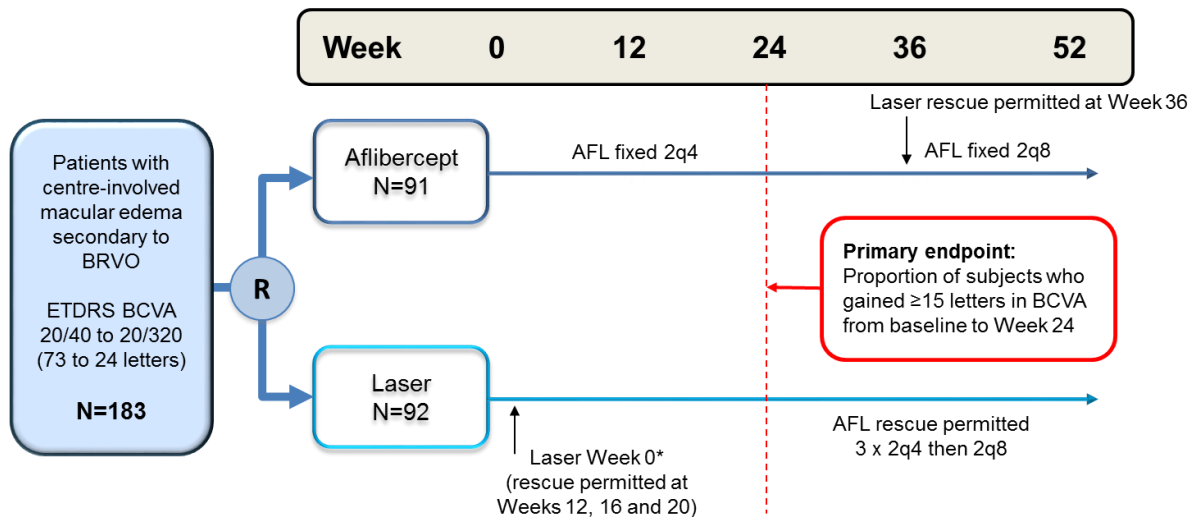 Week 0 12 24 36 52
Laser rescue permitted at Week 36
Patients with
centre-involved
macular edema
secondary to
BRVO
ETDRS BCVA
20/40 to 20/320
(73 to 24 letters)
N=183
R
Aflibercept
N=91
AFL fixed 2q4
AFL fixed 2q8
Primary endpoint:
Proportion of subjects who
gained ≥15 letters in BCVA
from baseline to Week 24
Laser
N=92
Laser Week 0*
(rescue permitted at
Weeks 12, 16 and 20)
AFL rescue permitted
3 x 2q4 then 2q8